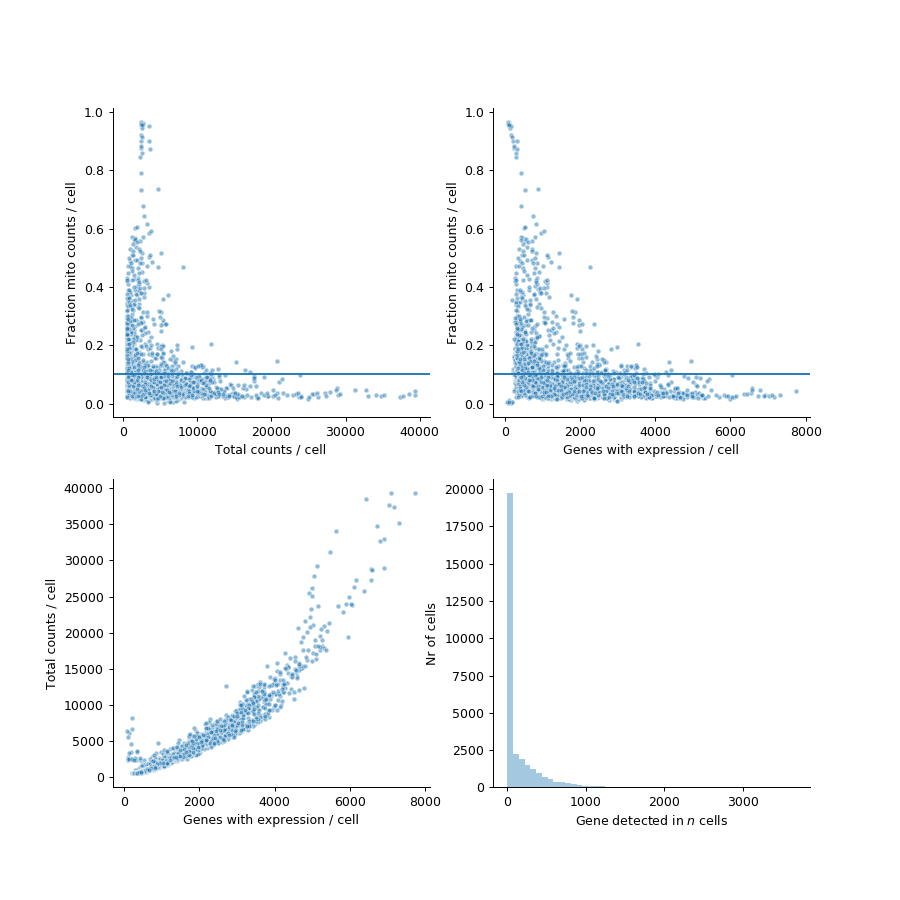 1.0
0.8
0.6
0.4
0.2
0.0
Fraction mito counts / cell
0 10000 20000 30000 40000
Total counts / cell
1.0
0.8
0.6
0.4
0.2
0.0
Fraction mito counts / cell
0 2000 4000 6000 8000
Genes with expression / cell
40000
35000
30000
25000
20000
15000
10000
5000
0
Total counts / cell
0 2000 4000 6000 8000
Genes with expression / cell
20000
17500
15000
12500
10000
7500
5000
2500
0
Nr of cells
0 1000 2000 3000
Gene detected in n cells